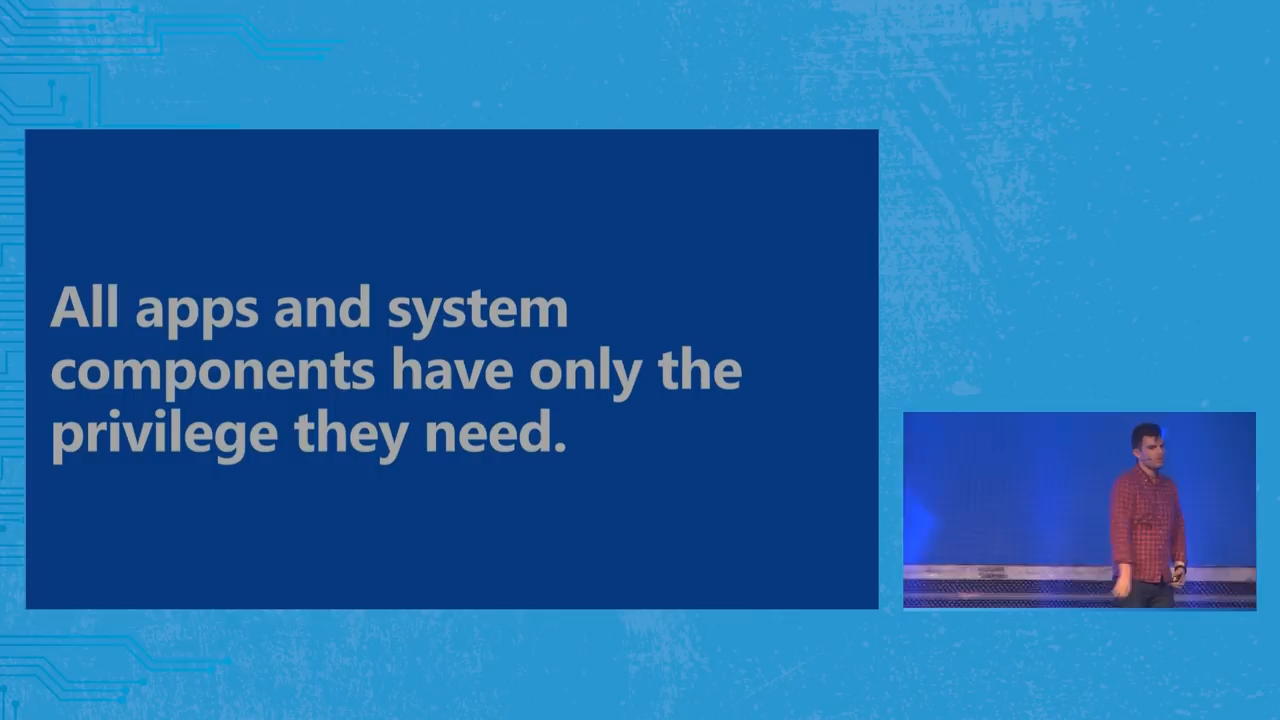 All apps and system
components have only the
privilege they need.